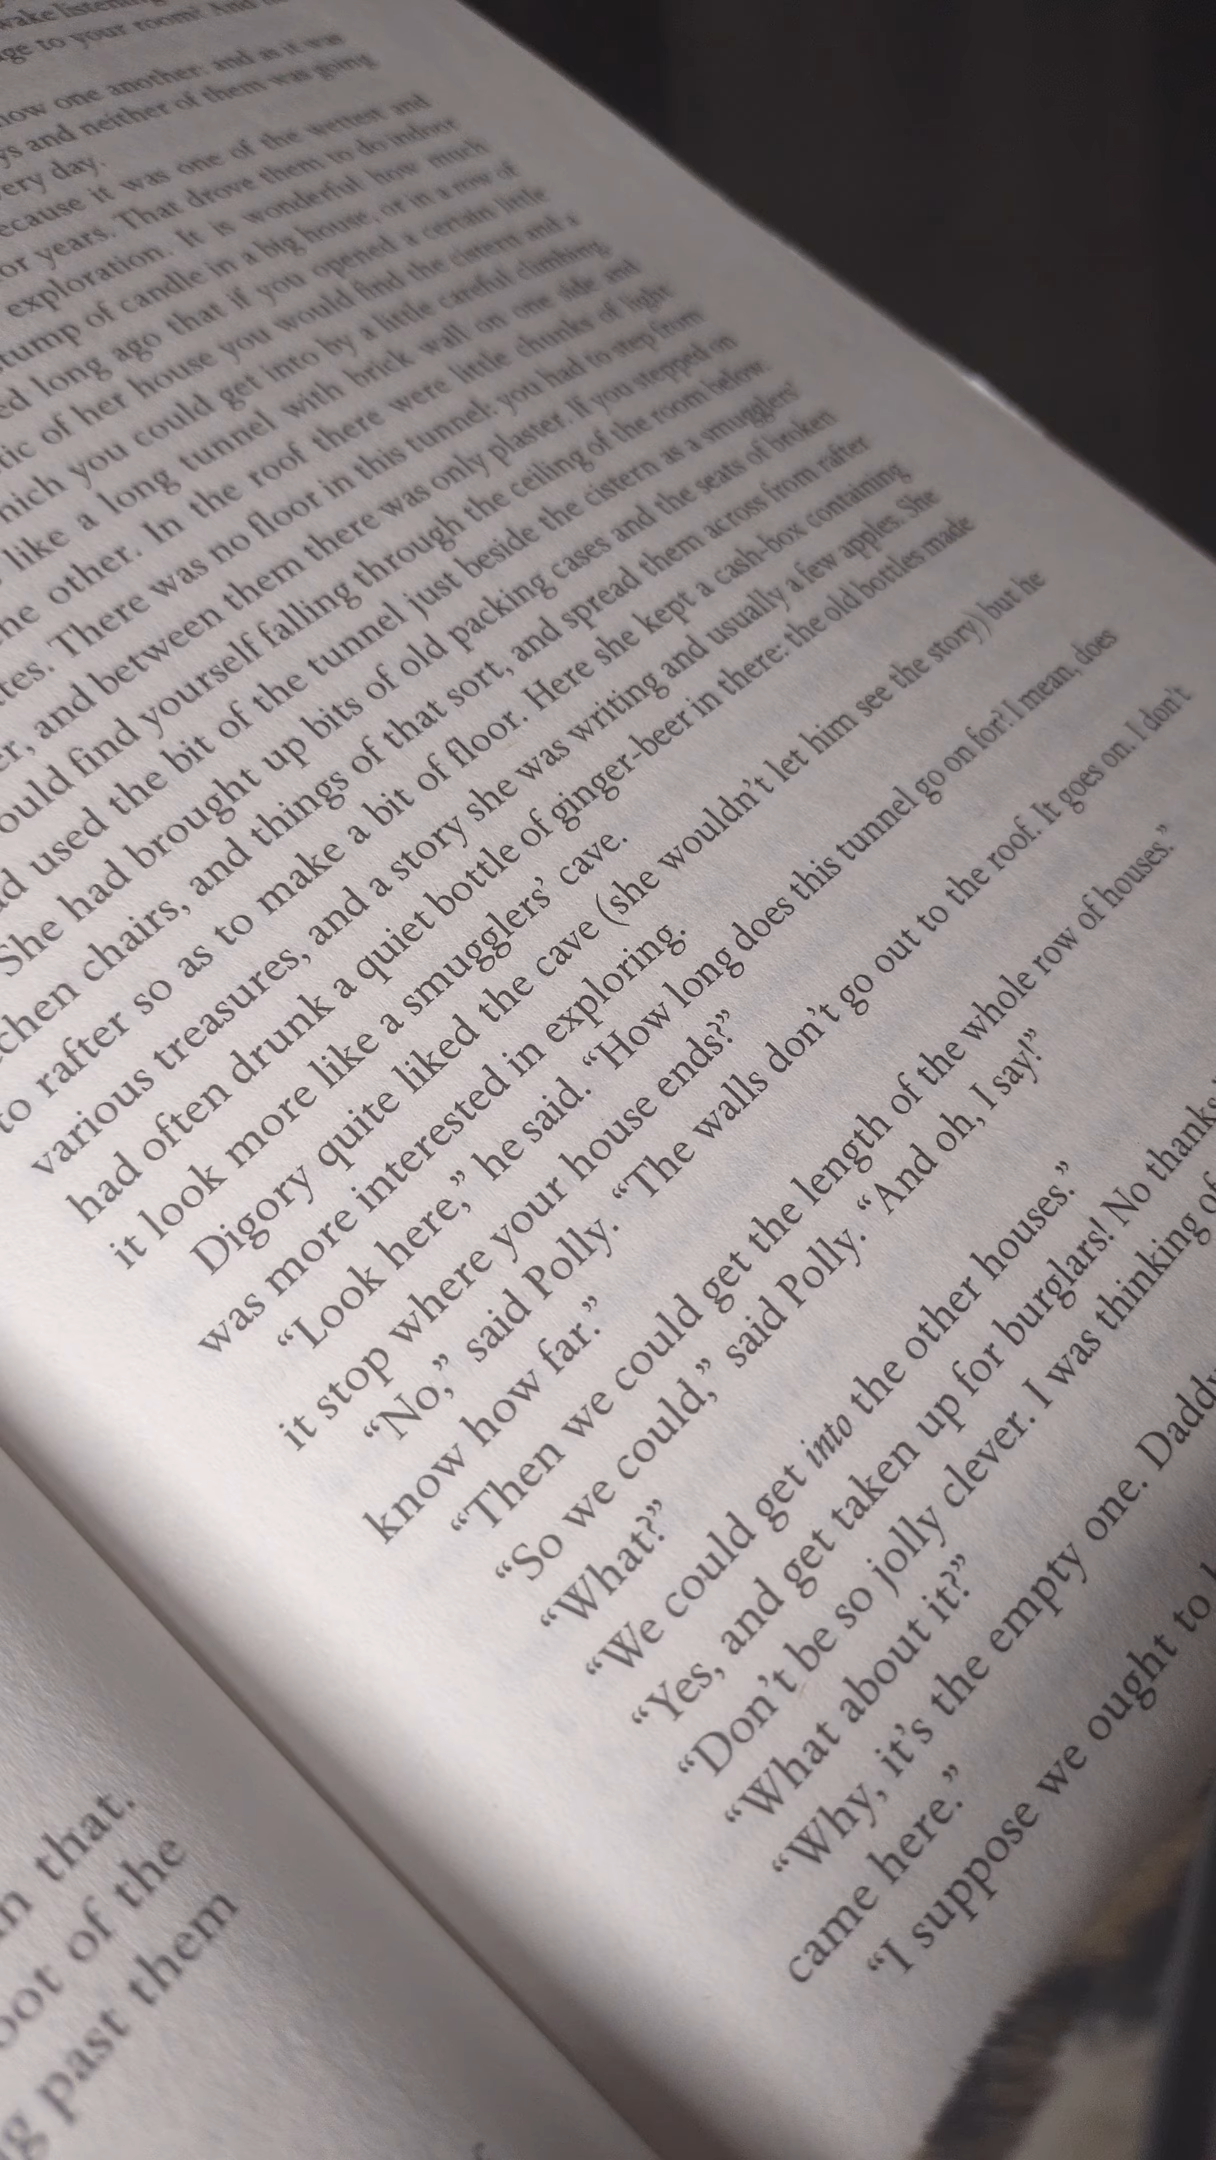 wake listening
ge to your room? And
now one another: and as it was
ys and neither of them was going
ery day.
ecause it was one of the wettest and
or years. That drove them to do indoor
exploration. It is wonderful how much
tump of candle in a big house, or in a row of
ed long ago that if you opened a certain little
tic of her house you would find the cistern and a
hich you could get into by a little careful climbing.
like a long tunnel with brick wall on one side and
he other. In the roof there were little chunks of light
tes. There was no floor in this tunnel: you had to step from
er, and between them there was only plaster. If you stepped on
ould find yourself falling through the ceiling of the room below.
d used the bit of the tunnel just beside the cistern as a smugglers'
She had brought up bits of old packing cases and the seats of broken
chen chairs, and things of that sort, and spread them across from rafter
to rafter so as to make a bit of floor. Here she kept a cash-box containing
various treasures, and a story she was writing and usually a few apples. She
had often drunk a quiet bottle of ginger-beer in there: the old bottles made
it look more like a smugglers' cave.
Digory quite liked the cave (she wouldn't let him see the story) but he
was more interested in exploring.
“Look here,” he said. “How long does this tunnel go on for? I mean, does
it stop where your house ends?”
“No,” said Polly. “The walls don't go out to the roof. It goes on. I don't
know how far.”
“Then we could get the length of the whole row of houses.”
“So we could,” said Polly. “And oh, I say!”
“What?”
“We could get into the other houses.”
“Yes, and get taken up for burglars! No thanks.
“Don't be so jolly clever. I was thinking of
“What about it?”
“Why, it's the empty one. Daddy
came here.”
“I suppose we ought to
n that.
oot of the
g past them